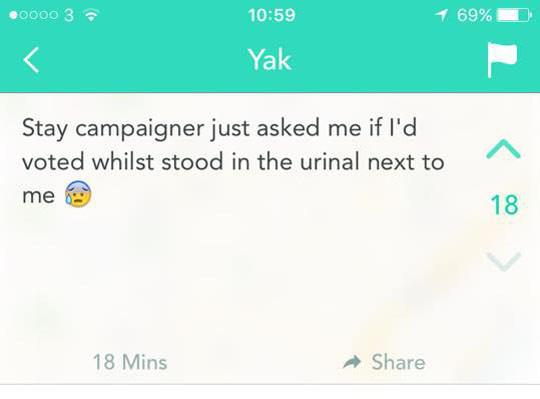 3 10:59 69%
Yak
Stay campaigner just asked me if I'd
voted whilst stood in the urinal next to
me 😰
18
18 Mins Share